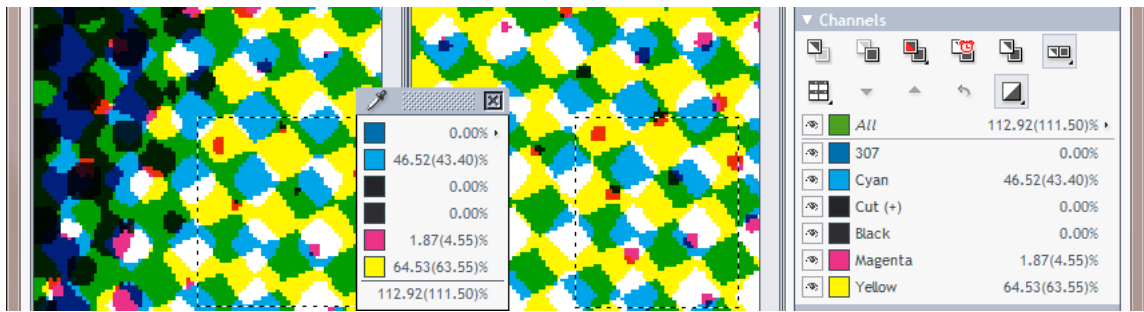 Channels
0.00%
46.52(43.40)%
0.00%
0.00%
1.87(4.55)%
64.53(63.55)%
112.92(111.50)%
All 112.92(111.50)%
307 0.00%
Cyan 46.52(43.40)%
Cut (+) 0.00%
Black 0.00%
Magenta 1.87(4.55)%
Yellow 64.53(63.55)%